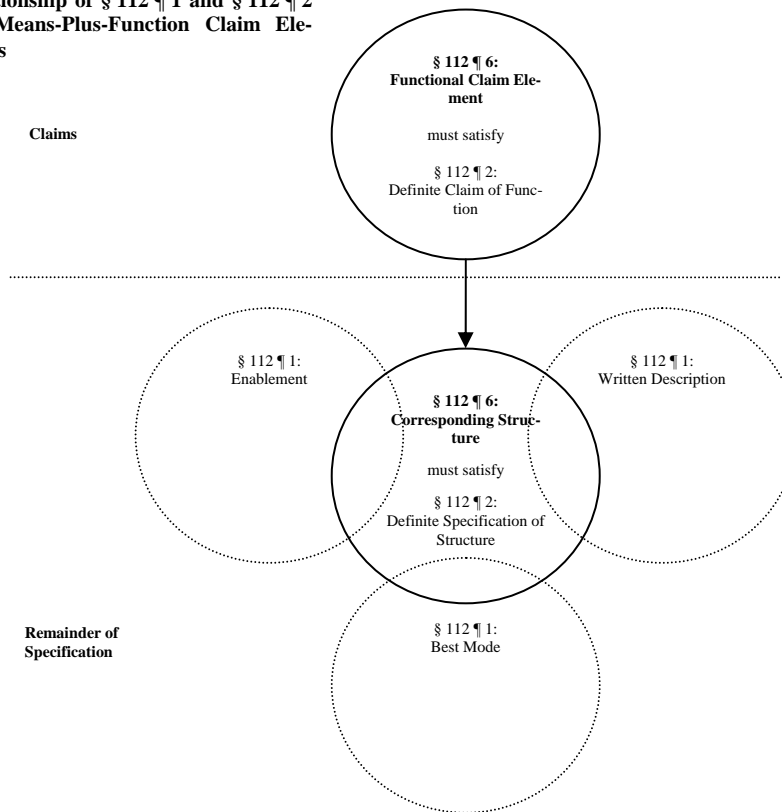 tionship of § 112 ¶ 1 and § 112 ¶ 2
Means-Plus-Function Claim Ele-
s
Claims
§ 112 ¶ 6:
Functional Claim Ele-
ment
must satisfy
§ 112 ¶ 2:
Definite Claim of Func-
tion
§ 112 ¶ 1:
Enablement
§ 112 ¶ 1:
Written Description
§ 112 ¶ 6:
Corresponding Struc-
ture
must satisfy
§ 112 ¶ 2:
Definite Specification of
Structure
Remainder of
Specification
§ 112 ¶ 1:
Best Mode